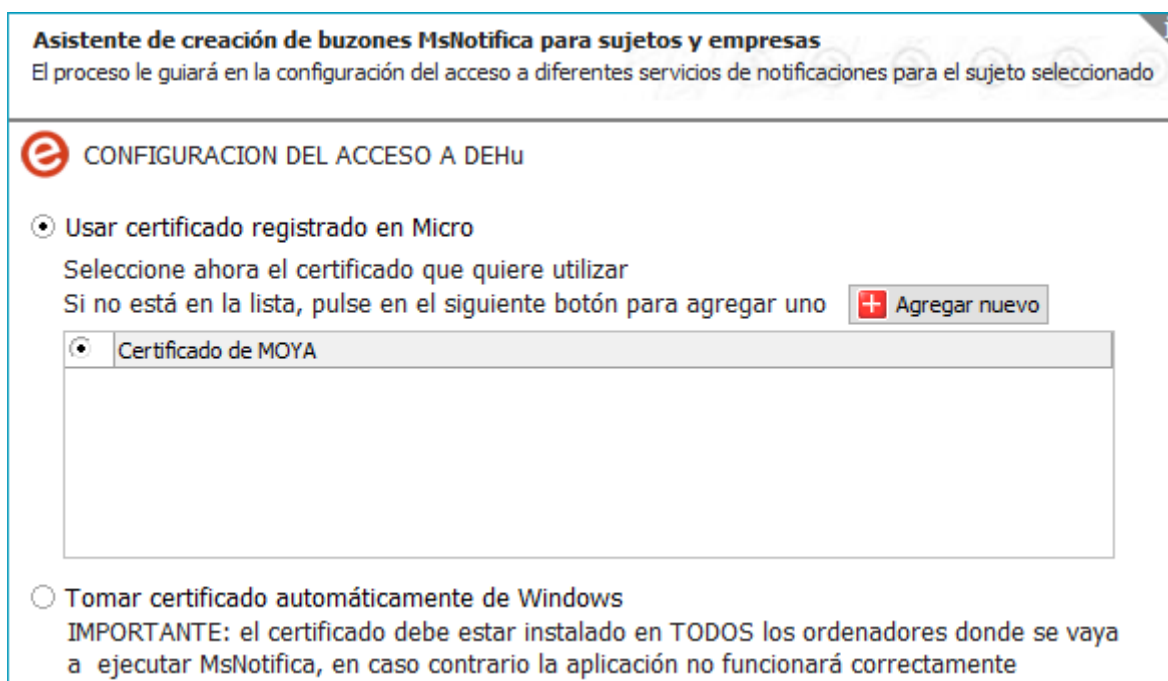 Asistente de creación de buzones MsNotifica para sujetos y empresas
El proceso le guiará en la configuración del acceso a diferentes servicios de notificaciones para el sujeto seleccionado
CONFIGURACION DEL ACCESO A DEHu
Usar certificado registrado en Micro
Seleccione ahora el certificado que quiere utilizar
Si no está en la lista, pulse en el siguiente botón para agregar uno Agregar nuevo
Certificado de MOYA
Tomar certificado automáticamente de Windows
IMPORTANTE: el certificado debe estar instalado en TODOS los ordenadores donde se vaya
a ejecutar MsNotifica, en caso contrario la aplicación no funcionará correctamente